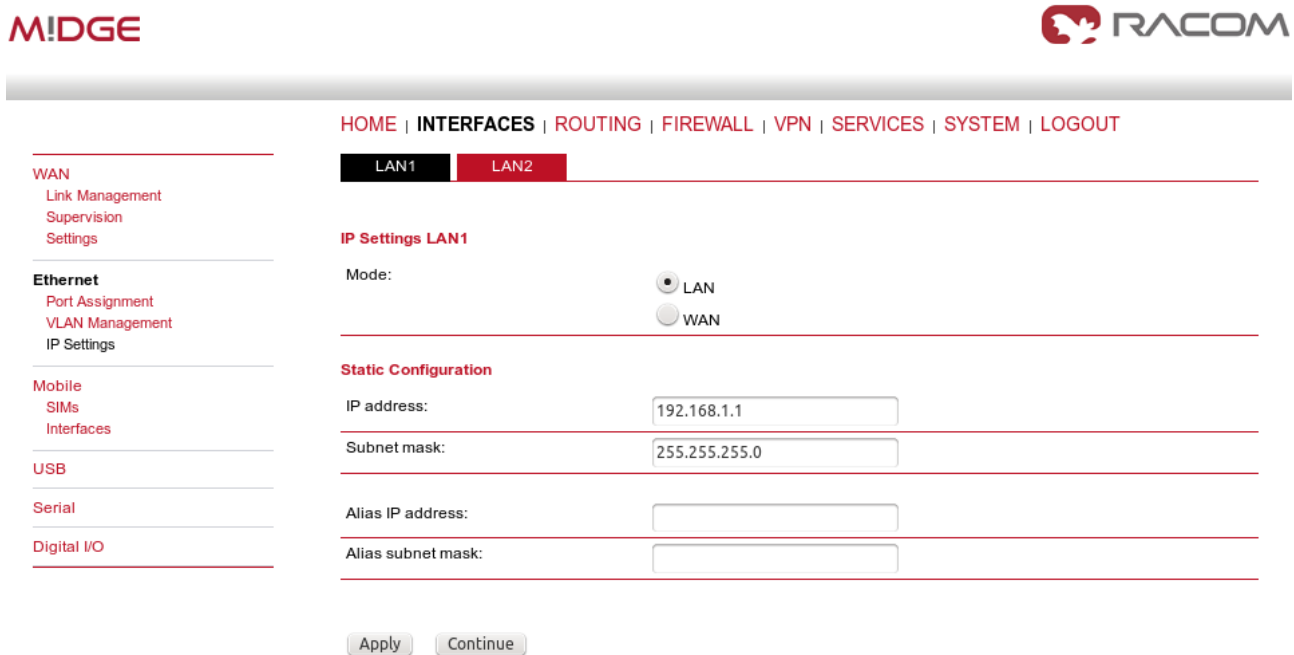 M!DGE
RACOM
HOME | INTERFACES | ROUTING | FIREWALL | VPN | SERVICES | SYSTEM | LOGOUT
WAN
Link Management
Supervision
Settings
Ethernet
Port Assignment
VLAN Management
IP Settings
Mobile
SIMs
Interfaces
USB
Serial
Digital I/O
LAN1 LAN2
IP Settings LAN1
Mode:
LAN
WAN
Static Configuration
IP address: 192.168.1.1
Subnet mask: 255.255.255.0
Alias IP address:
Alias subnet mask:
Apply Continue